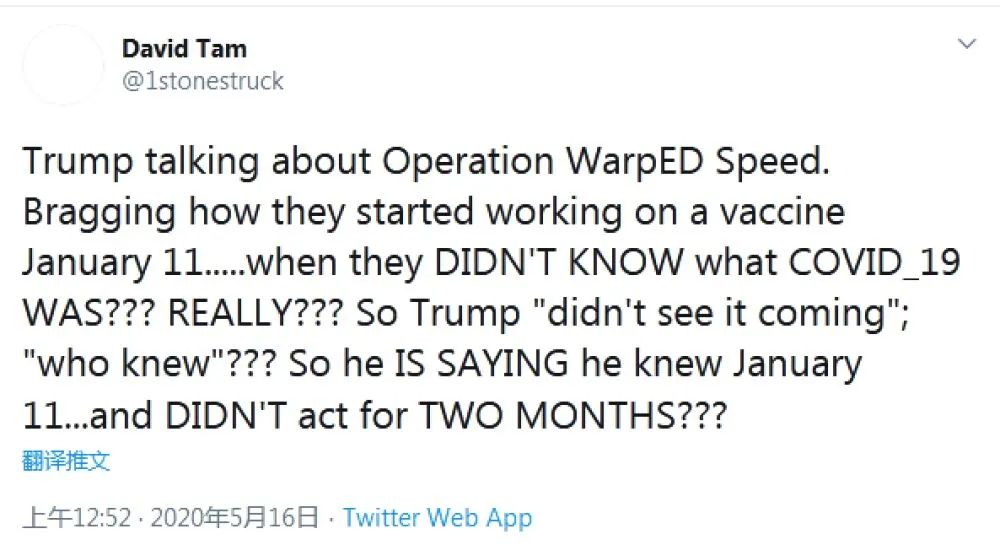 David Tam
@1stonestruck
Trump talking about Operation WarpED Speed.
Bragging how they started working on a vaccine
January 11.....when they DIDN'T KNOW what COVID_19
WAS??? REALLY??? So Trump "didn't see it coming";
"who knew"??? So he IS SAYING he knew January
11...and DIDN'T act for TWO MONTHS???
翻译推文
上午12:52 · 2020年5月16日 · Twitter Web App